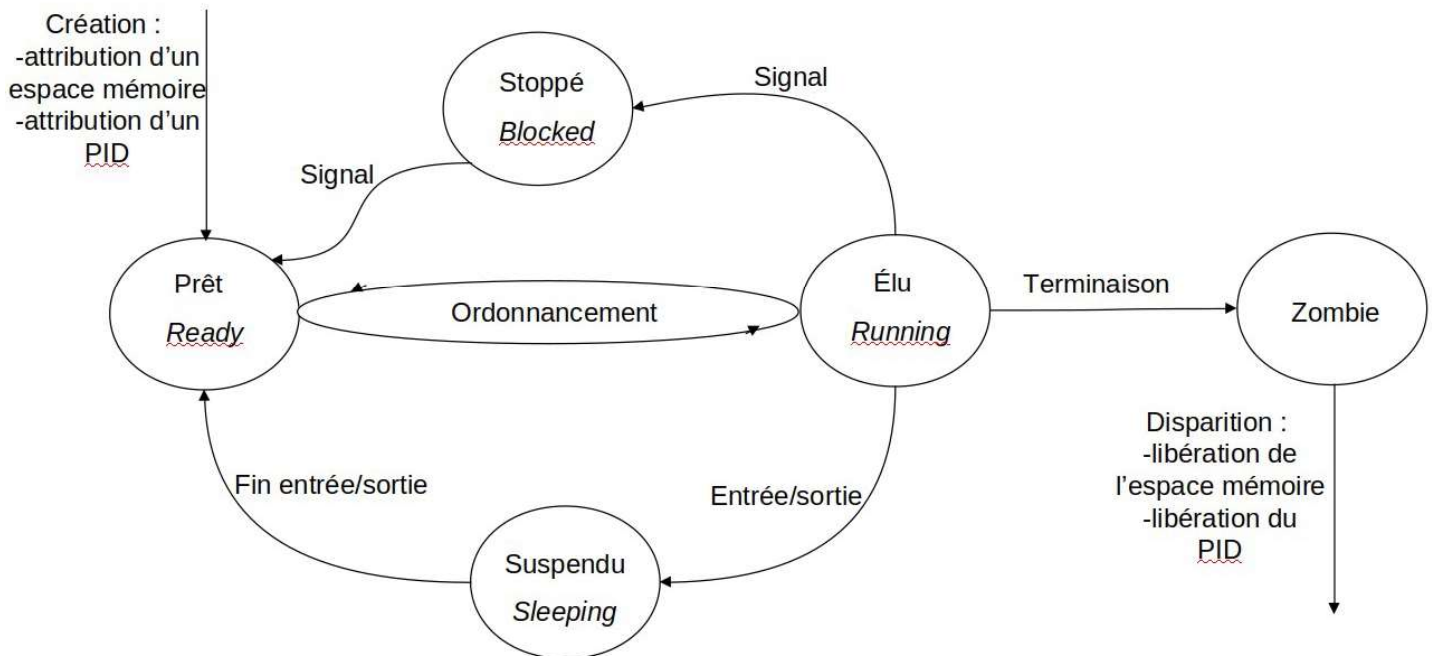 Création :
-attribution d’un
espace mémoire
-attribution d’un
PID
Stoppé
Blocked
Signal
Signal
Prêt
Ready
Ordonnancement
Élu
Running
Terminaison
Zombie
Fin entrée/sortie
Entrée/sortie
Suspendu
Sleeping
Disparition :
-libération de
l’espace mémoire
-libération du
PID